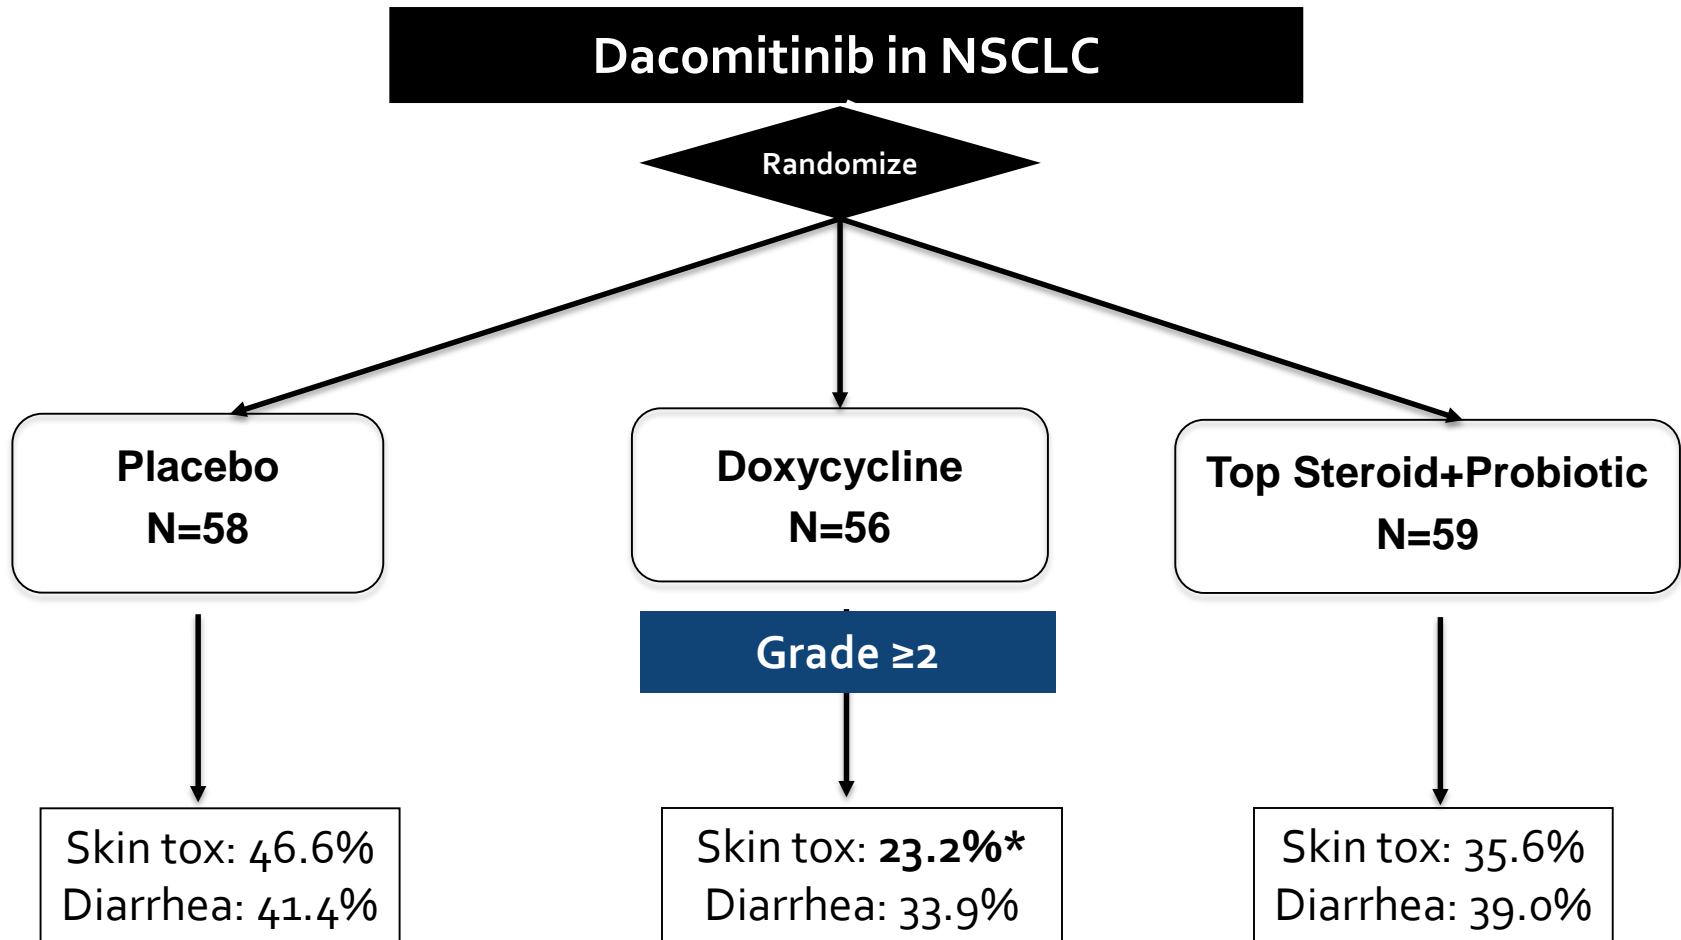 Dacomitinib in NSCLC
Randomize
Placebo
N=58
Doxycycline
N=56
Top Steroid+Probiotic
N=59
Grade ≥2
Skin tox: 46.6%
Diarrhea: 41.4%
Skin tox: 23.2%*
Diarrhea: 33.9%
Skin tox: 35.6%
Diarrhea: 39.0%